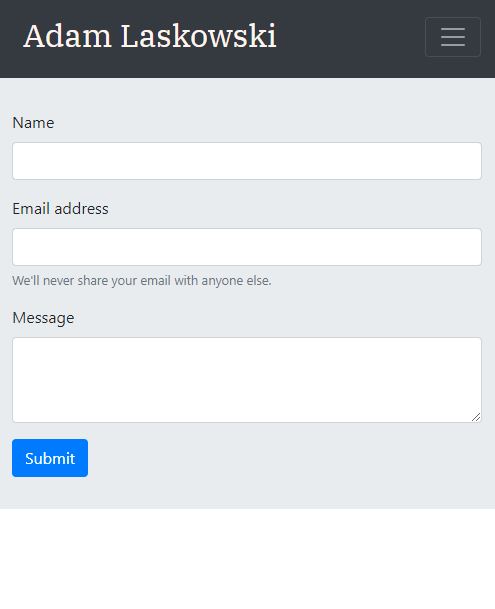 Adam Laskowski
Name
Email address
We'll never share your email with anyone else.
Message
Submit